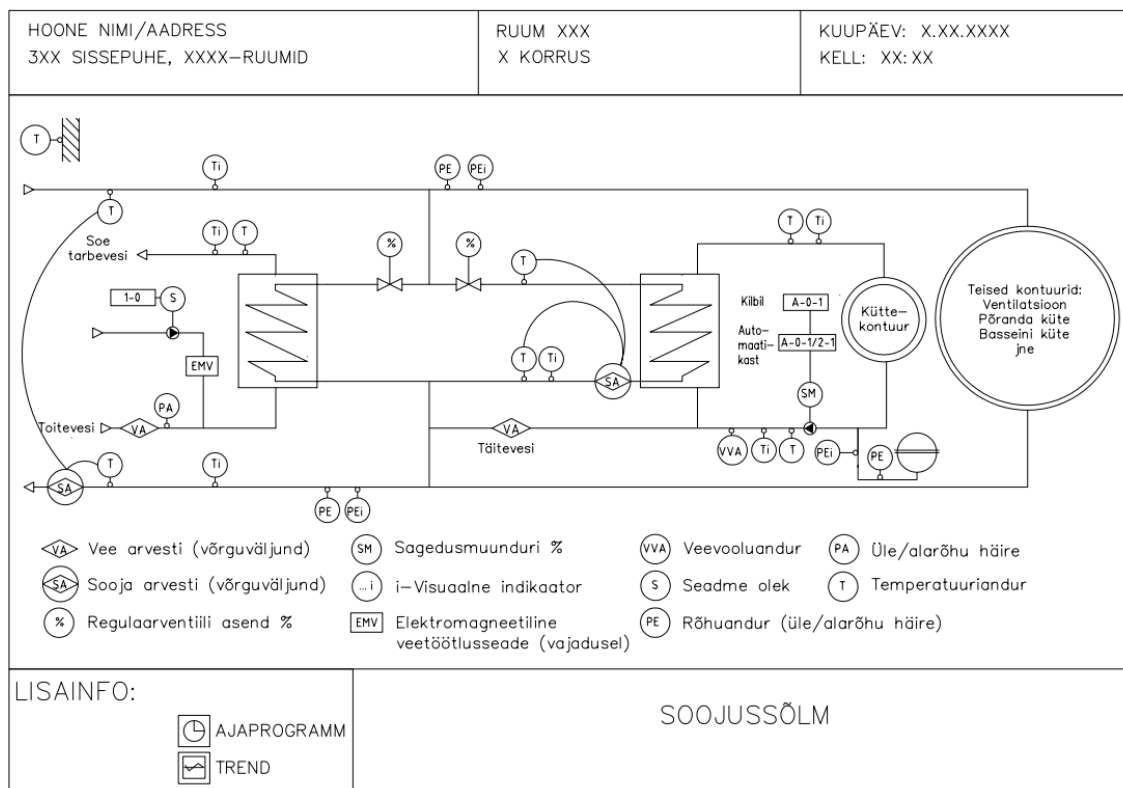 HOONE NIMI/AADRESS
3XX SISSEPUHE, XXXX-RUUMID
RUUM XXX
X KORRUS
KUUPÄEV: X.XX.XXXX
KELL: XX:XX
T
Ti
PE
PEi
T
Soe
tarbevesi
Ti
T
%
%
T
T
Ti
1-0
S
Kilbil
A-0-1
Kütte-
kontuur
Teised kontuurid:
Ventilatsioon
Põranda küte
Basseini küte
jne
Auto-
maati-
kast
A-0-1/2-1
EMV
T
Ti
SA
SM
PA
Toitevesi
VA
VA
Täitevesi
VVA
Ti
T
PEi
PE
SA
T
Ti
PE
PEi
VA Vee arvesti (võrguväljund)
SM Sagedusmuunduri %
VVA Veevooluandur
PA Üle/alarõhu häire
SA Sooja arvesti (võrguväljund)
...i i-Visuaalne indikaator
S Seadme olek
T Temperatuuriandur
% Regulaarventiili asend %
EMV Elektromagneetiline
veetöötlusseade (vajadusel)
PE Rõhuandur (üle/alarõhu häire)
LISAINFO:
AJAPROGRAMM
TREND
SOOJUSSÕLM